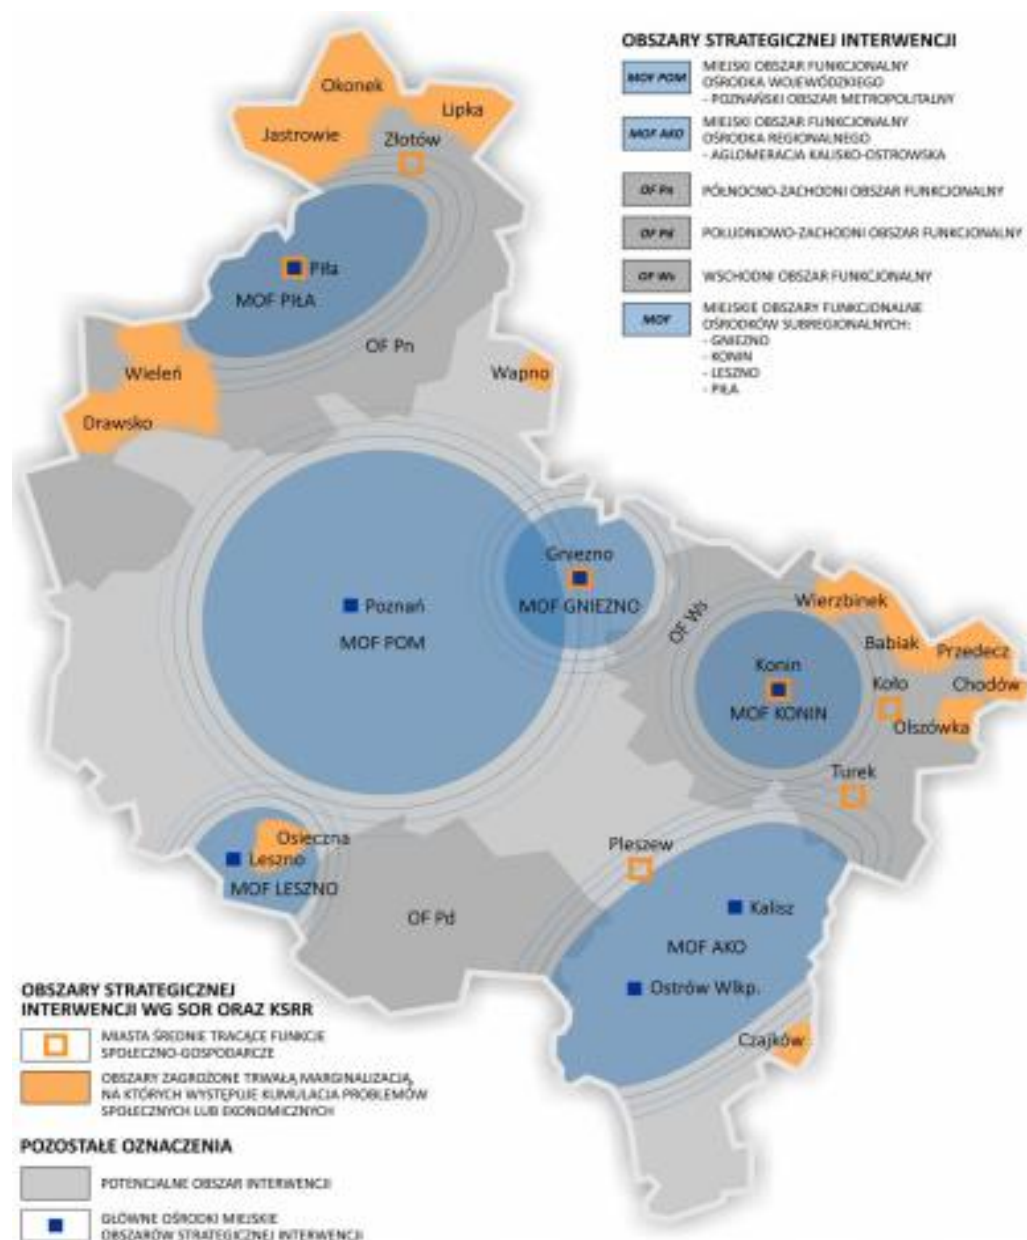 OBSZARY STRATEGICZNEJ INTERWENCJI
MOF POM
MIEJSKI OBSZAR FUNKCJONALNY
OŚRODKA WOJEWÓDZKIEGO
- POZNAŃSKI OBSZAR METROPOLITALNY
MOF AKO
MIEJSKI OBSZAR FUNKCJONALNY
OŚRODKA REGIONALNEGO
- AGLOMERACJA KALISKO-OSTROWSKA
OF Pn
PÓŁNOCNO-ZACHODNI OBSZAR FUNKCJONALNY
OF Pd
POŁUDNIOWO-ZACHODNI OBSZAR FUNKCJONALNY
OF Ws
WSCHODNI OBSZAR FUNKCJONALNY
MOF
MIEJSKIE OBSZARY FUNKCJONALNE
OŚRODKÓW SUBREGIONALNYCH:
- GNIEZNO
- KONIN
- LESZNO
- PIŁA
Okonek
Lipka
Jastrowie
Złotów
Piła
MOF PIŁA
OF Pn
Wieleń
Wapno
Drawsko
Gniezno
MOF GNIEZNO
Poznań
MOF POM
OF Ws
Wierzbinek
Babiak
Przedecz
Konin
Koło
Chodów
MOF KONIN
Olszówka
Turek
Osieczna
Leszno
MOF LESZNO
Pleszew
OF Pd
Kalisz
MOF AKO
Ostrów Wlkp.
Czajków
OBSZARY STRATEGICZNEJ
INTERWENCJI WG SOR ORAZ KSRR
MIASTA ŚREDNIE TRACĄCE FUNKCJE
SPOŁECZNO-GOSPODARCZE
OBSZARY ZAGROŻONE TRWAŁĄ MARGINALIZACJĄ,
NA KTÓRYCH WYSTĘPUJE KUMULACJA PROBLEMÓW
SPOŁECZNYCH LUB EKONOMICZNYCH
POZOSTAŁE OZNACZENIA
POTENCJALNE OBSZAR INTERWENCJI
GŁÓWNE OŚRODKI MIEJSKIE
OBSZARÓW STRATEGICZNEJ INTERWENCJI